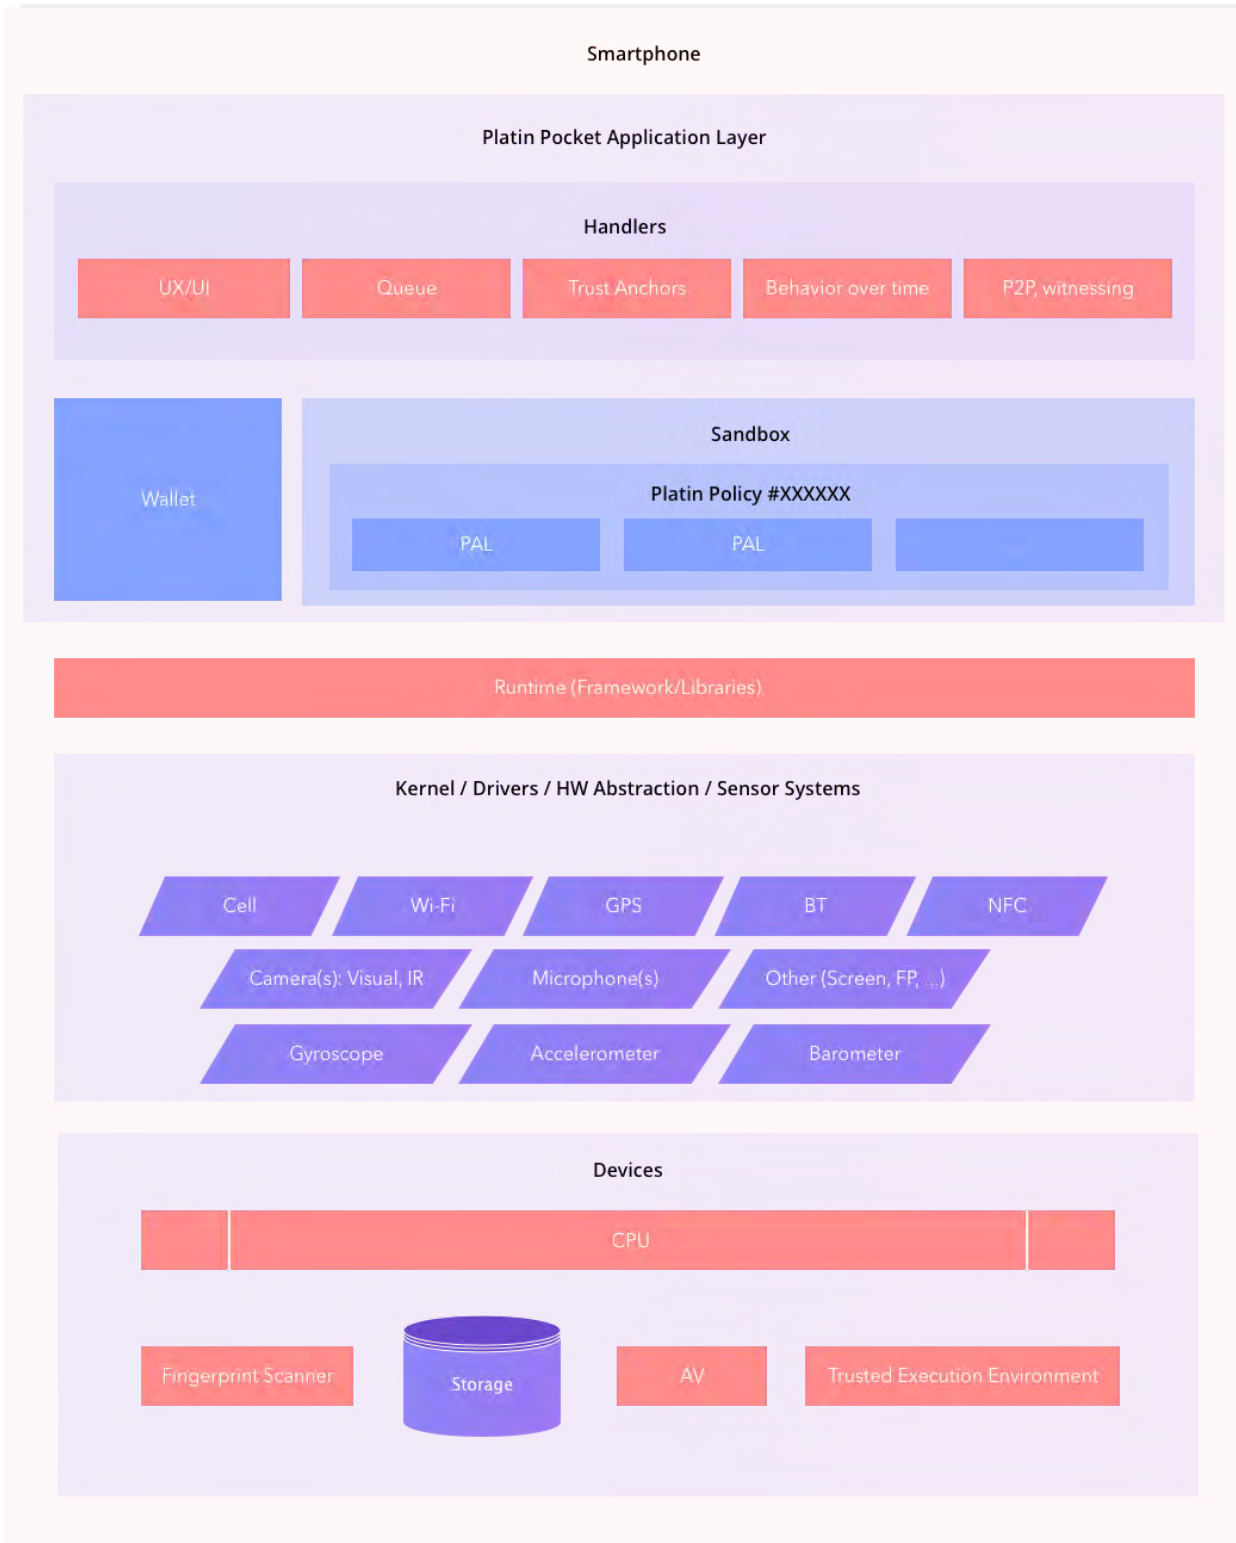 Smartphone
Platin Pocket Application Layer
Handlers
UX/UI
Queue
Trust Anchors
Behavior over time
P2P, witnessing
Wallet
Sandbox
Platin Policy #XXXXXX
PAL
PAL
Runtime (Framework/Libraries)
Kernel / Drivers / HW Abstraction / Sensor Systems
Cell
Wi-Fi
GPS
BT
NFC
Camera(s): Visual, IR
Microphone(s)
Other (Screen, FP, ...)
Gyroscope
Accelerometer
Barometer
Devices
CPU
Fingerprint Scanner
Storage
AV
Trusted Execution Environment